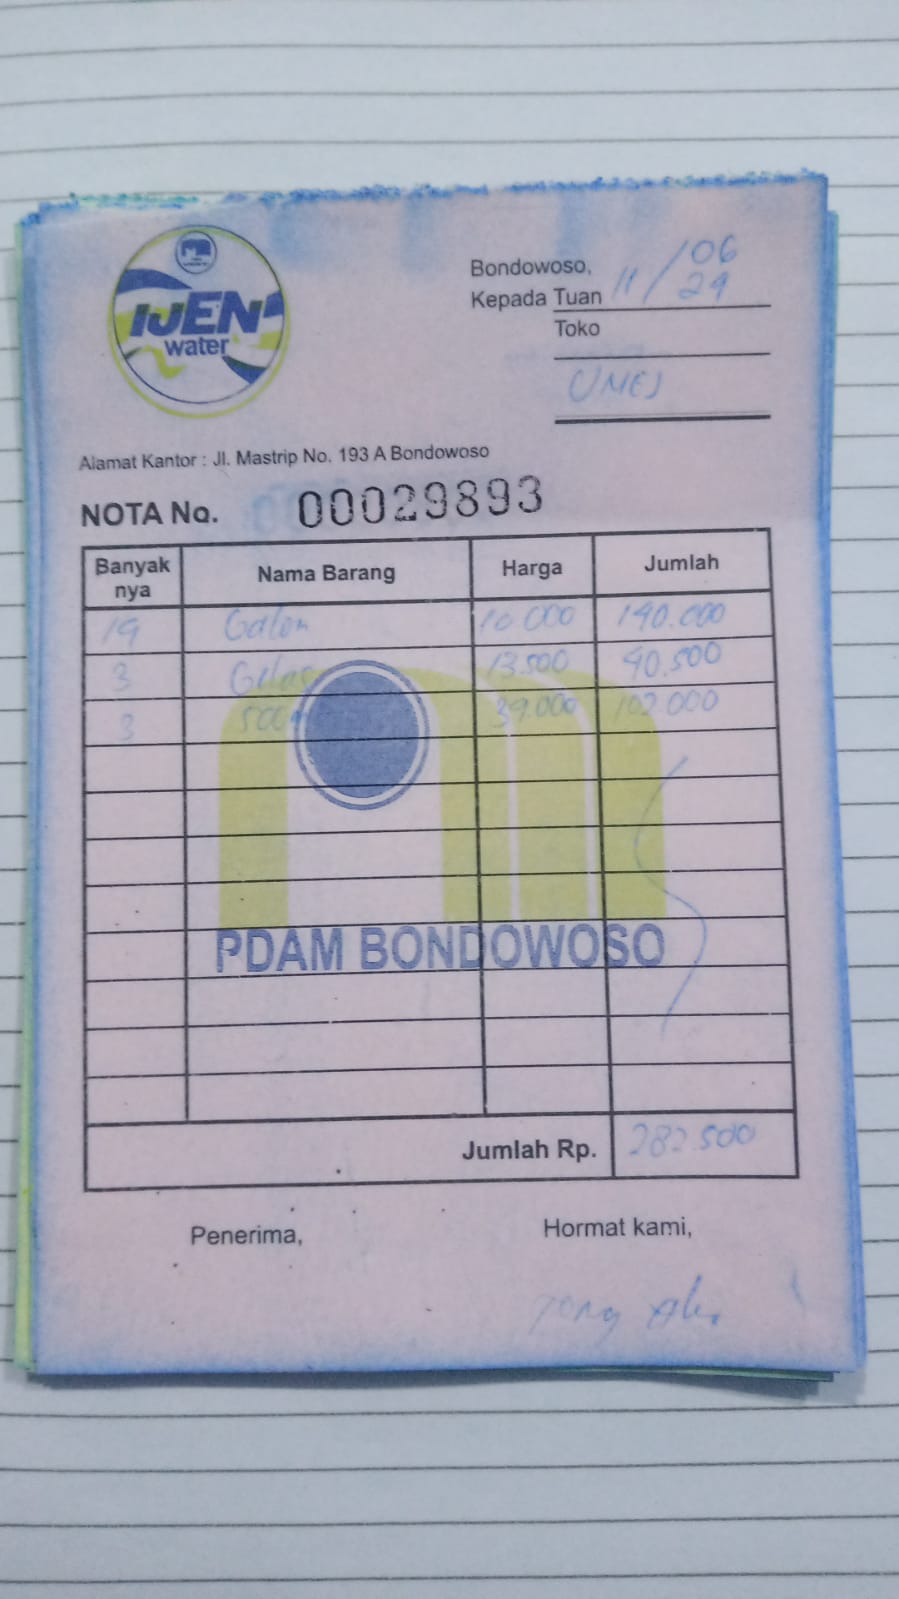 IJEN
water
Bondowoso, 11/06
Kepada Tuan 24
Toko
UNEJ
Alamat Kantor : Jl. Mastrip No. 193 A Bondowoso
NOTA No. 00029893
Banyak nya Nama Barang Harga Jumlah
14 Galon 10.000 140.000
3 Gelas 13.500 40.500
3 500 34.000 102.000
PDAM BONDOWOSO
Jumlah Rp. 282.500
Penerima, Hormat kami,